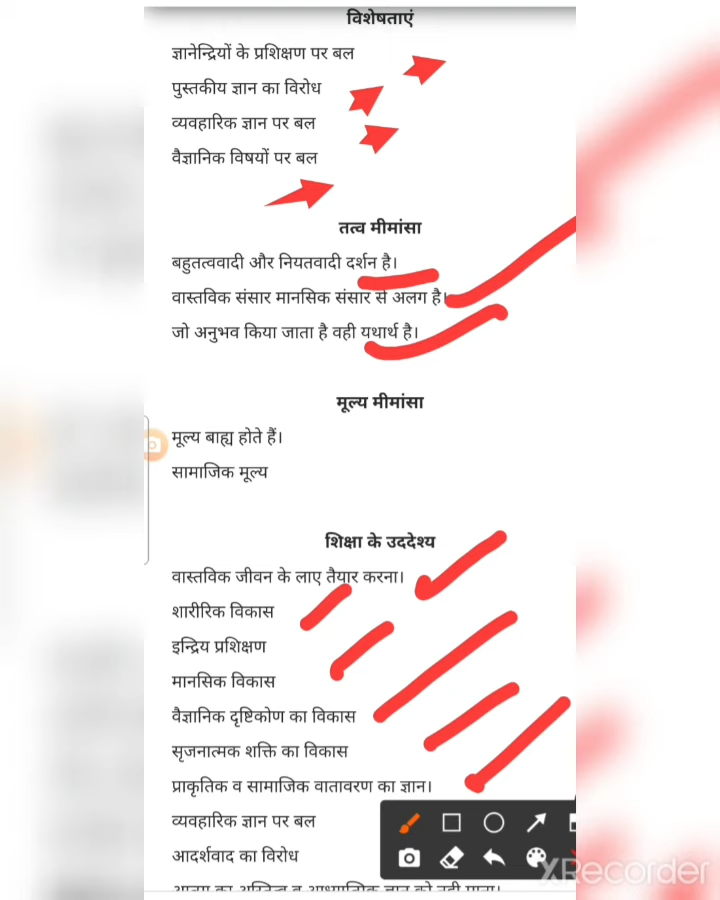 विशेषताएं
ज्ञानेन्द्रियों के प्रशिक्षण पर बल
पुस्तकीय ज्ञान का विरोध
व्यवहारिक ज्ञान पर बल
वैज्ञानिक विषयों पर बल
तत्व मीमांसा
बहुतत्ववादी और नियतवादी दर्शन है।
वास्तविक संसार मानसिक संसार से अलग है।
जो अनुभव किया जाता है वही यथार्थ है।
मूल्य मीमांसा
मूल्य बाह्य होते हैं।
सामाजिक मूल्य
शिक्षा के उददेश्य
वास्तविक जीवन के लाए तैयार करना।
शारीरिक विकास
इन्द्रिय प्रशिक्षण
मानसिक विकास
वैज्ञानिक दृष्टिकोण का विकास
सृजनात्मक शक्ति का विकास
प्राकृतिक व सामाजिक वातावरण का ज्ञान।
व्यवहारिक ज्ञान पर बल
आदर्शवाद का विरोध
XRecorder